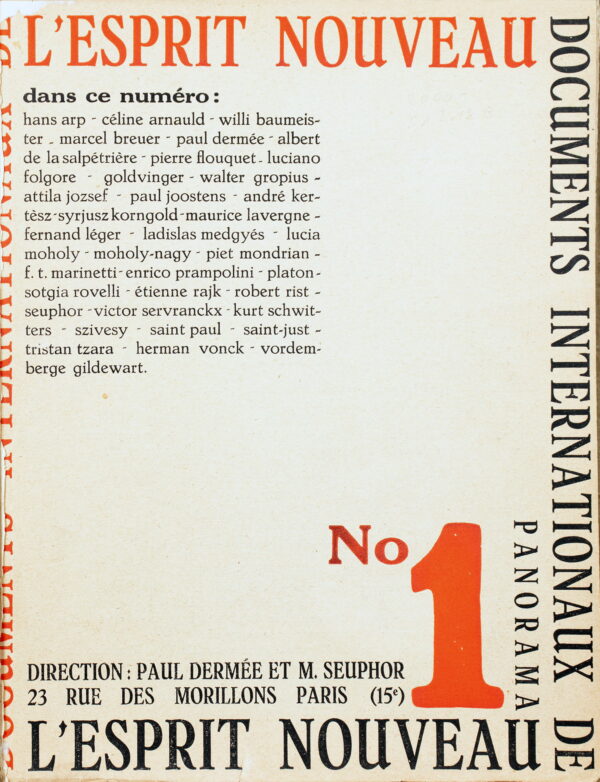 L'ESPRIT NOUVEAU
dans ce numéro :
hans arp - céline arnauld - willi baumeis-
ter - marcel breuer - paul dermée - albert
de la salpétrière - pierre flouquet - luciano
folgore - goldvinger - walter gropius -
attila jozsef - paul joostens - andré ker-
tèsz - syrjusz korngold - maurice lavergne -
fernand léger - ladislas medgyés - lucia
moholy - moholy-nagy - piet mondrian -
f. t. marinetti - enrico prampolini - platon -
sotgia rovelli - étienne rajk - robert rist -
seuphor - victor servranckx - kurt schwit-
ters - szivesy - saint paul - saint-just -
tristan tzara - herman vonck - vordem-
berge gildewart.
No 1
PANORAMA
DIRECTION : PAUL DERMÉE ET M. SEUPHOR
23 RUE DES MORILLONS PARIS (15e)
L'ESPRIT NOUVEAU
DOCUMENTS INTERNATIONAUX DE
DOCUMENTS INTERNATIONAUX DE